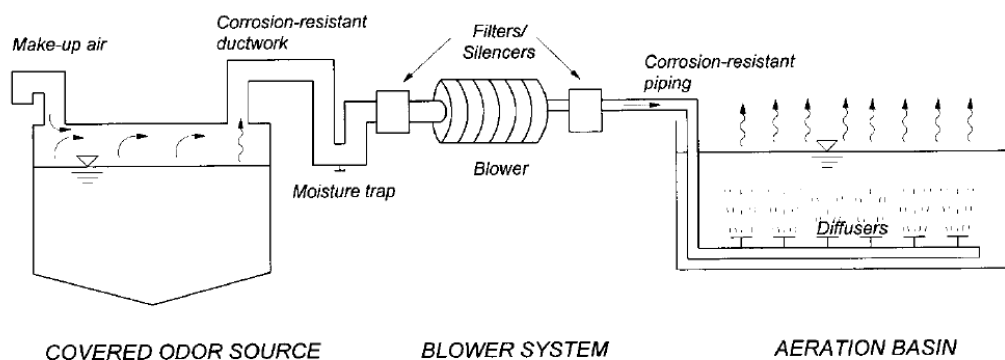 Make-up air
Corrosion-resistant
ductwork
Filters/
Silencers
Corrosion-resistant
piping
Moisture trap
Blower
Diffusers
COVERED ODOR SOURCE
BLOWER SYSTEM
AERATION BASIN